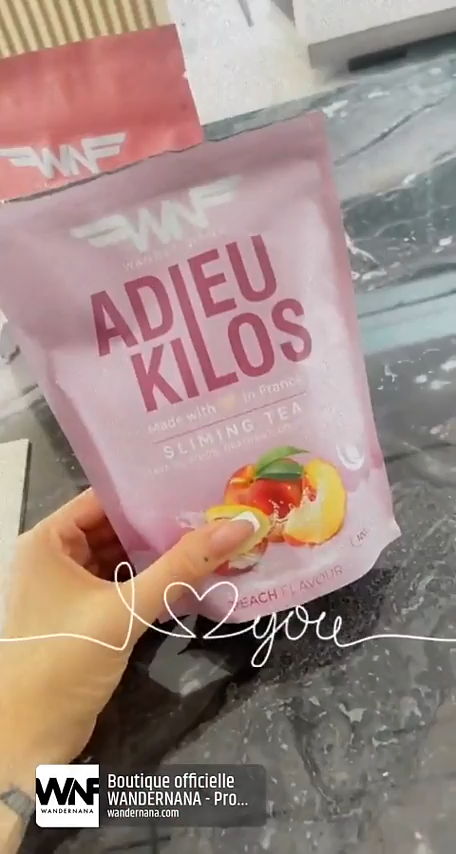 WNF
WNF
ADIEU
KILOS
Made with in France
SLIMING TEA
PEACH FLAVOUR
I you
WNF
WANDERNANA
Boutique officielle
WANDERNANA - Pro...
wandernana.com